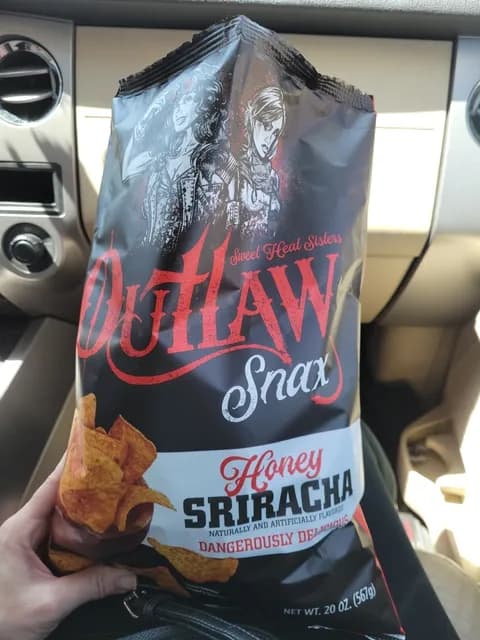 Sweet Heat Sisters
OUTLAW
Snax
Honey
SRIRACHA
NATURALLY AND ARTIFICIALLY FLAVORED
DANGEROUSLY DELICIOUS
NET WT. 20 OZ. (567g)